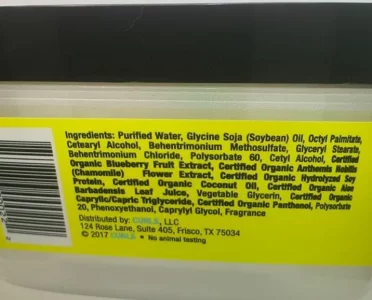 Ingredients: Purified Water, Glycine Soja (Soybean) Oil, Octyl Palmitate,
Cetearyl Alcohol, Behentrimonium Methosulfate, Glyceryl Stearate,
Behentrimonium Chloride, Polysorbate 60, Cetyl Alcohol, Certified
Organic Blueberry Fruit Extract, Certified Organic Anthemis Nobilis
(Chamomile) Flower Extract, Certified Organic Hydrolyzed Soy
Protein, Certified Organic Coconut Oil, Certified Organic Aloe
Barbadensis Leaf Juice, Vegetable Glycerin, Certified Organic
Caprylic/Capric Triglyceride, Certified Organic Panthenol, Polysorbate
20, Phenoxyethanol, Caprylyl Glycol, Fragrance
Distributed by: CURLS, LLC
124 Rose Lane, Suite 405, Frisco, TX 75034
© 2017 CURLS • No animal testing